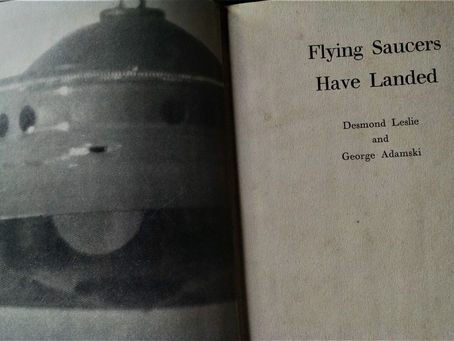 Flying Saucers
Have Landed
Desmond Leslie
and
George Adamski